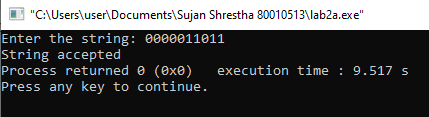 "C:\Users\user\Documents\Sujan Shrestha 80010513\lab2a.exe"
Enter the string: 0000011011
String accepted
Process returned 0 (0x0)   execution time : 9.517 s
Press any key to continue.